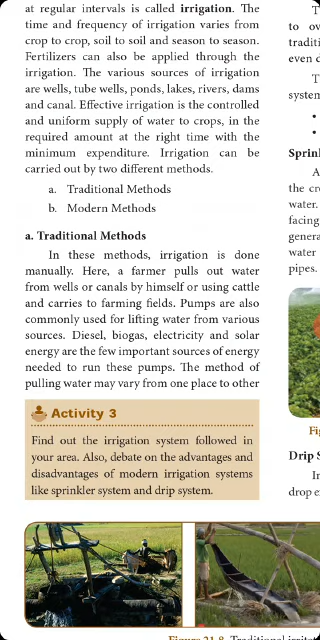 at regular intervals is called irrigation. The
time and frequency of irrigation varies from
crop to crop, soil to soil and season to season.
Fertilizers can also be applied through the
irrigation. The various sources of irrigation
are wells, tube wells, ponds, lakes, rivers, dams
and canal. Effective irrigation is the controlled
and uniform supply of water to crops, in the
required amount at the right time with the
minimum expenditure. Irrigation can be
carried out by two different methods.
a. Traditional Methods
b. Modern Methods
a. Traditional Methods
In these methods, irrigation is done
manually. Here, a farmer pulls out water
from wells or canals by himself or using cattle
and carries to farming fields. Pumps are also
commonly used for lifting water from various
sources. Diesel, biogas, electricity and solar
energy are the few important sources of energy
needed to run these pumps. The method of
pulling water may vary from one place to other
Activity 3
Find out the irrigation system followed in
your area. Also, debate on the advantages and
disadvantages of modern irrigation systems
like sprinkler system and drip system.
to ov
traditi
even d
T
system
•
•
Sprin
A
the cr
water.
facing
genera
water
pipes.
Fi
Drip S
In
drop e